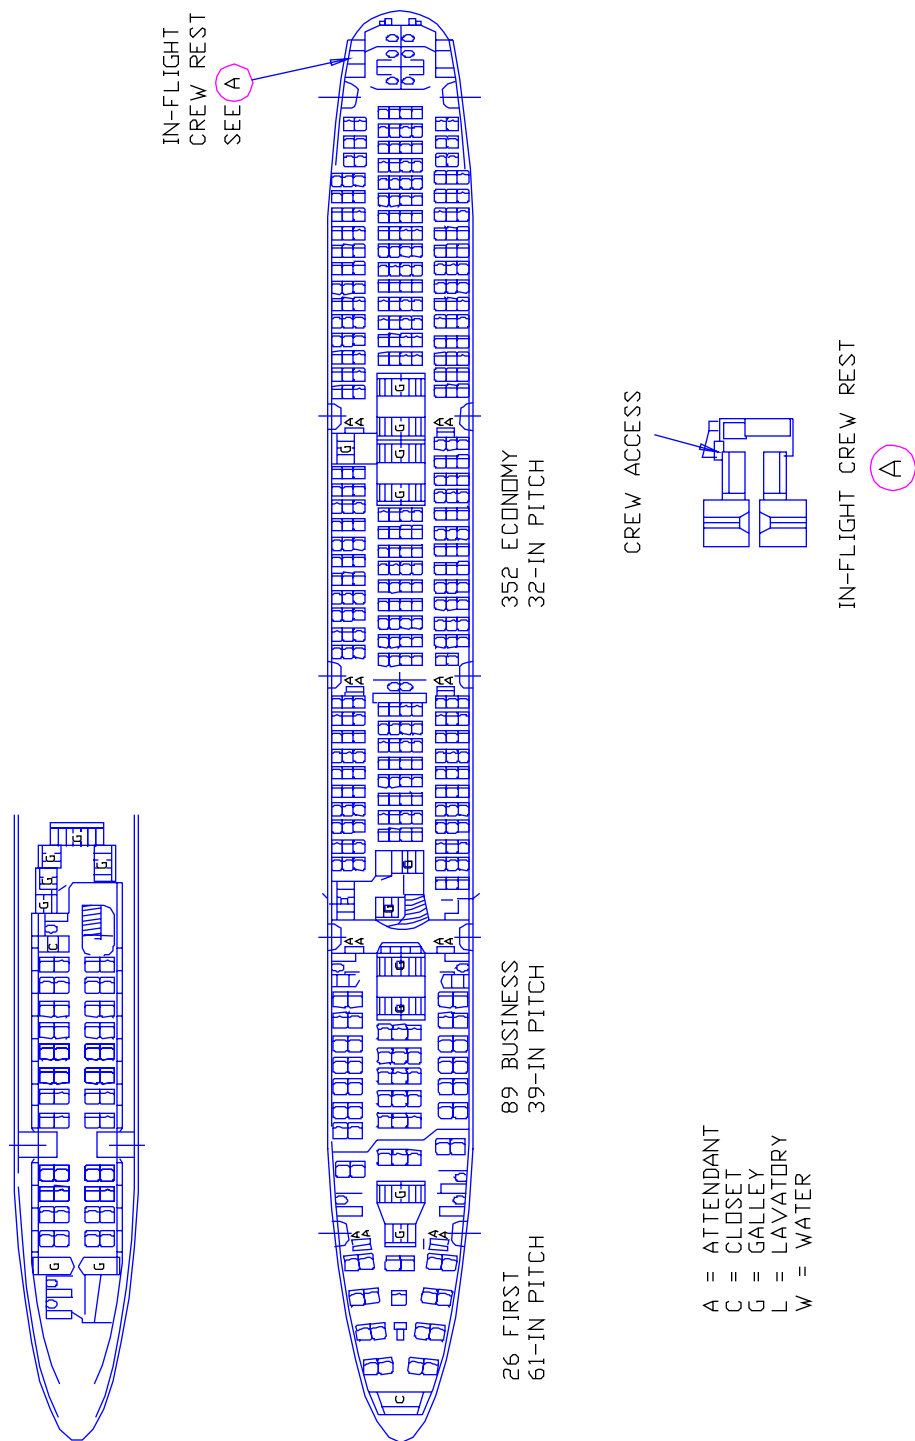 IN-FLIGHT
CREW REST
SEE A
G
G
G
G
G
A A
A A
352 ECONOMY
32-IN PITCH
CREW ACCESS
IN-FLIGHT CREW REST
A
A A
A A
G
G
G
G
G
C
G
G
A A
A A
89 BUSINESS
39-IN PITCH
G
G
G
G
A A
A A
G
G
26 FIRST
61-IN PITCH
C
A = ATTENDANT
C = CLOSET
G = GALLEY
L = LAVATORY
W = WATER